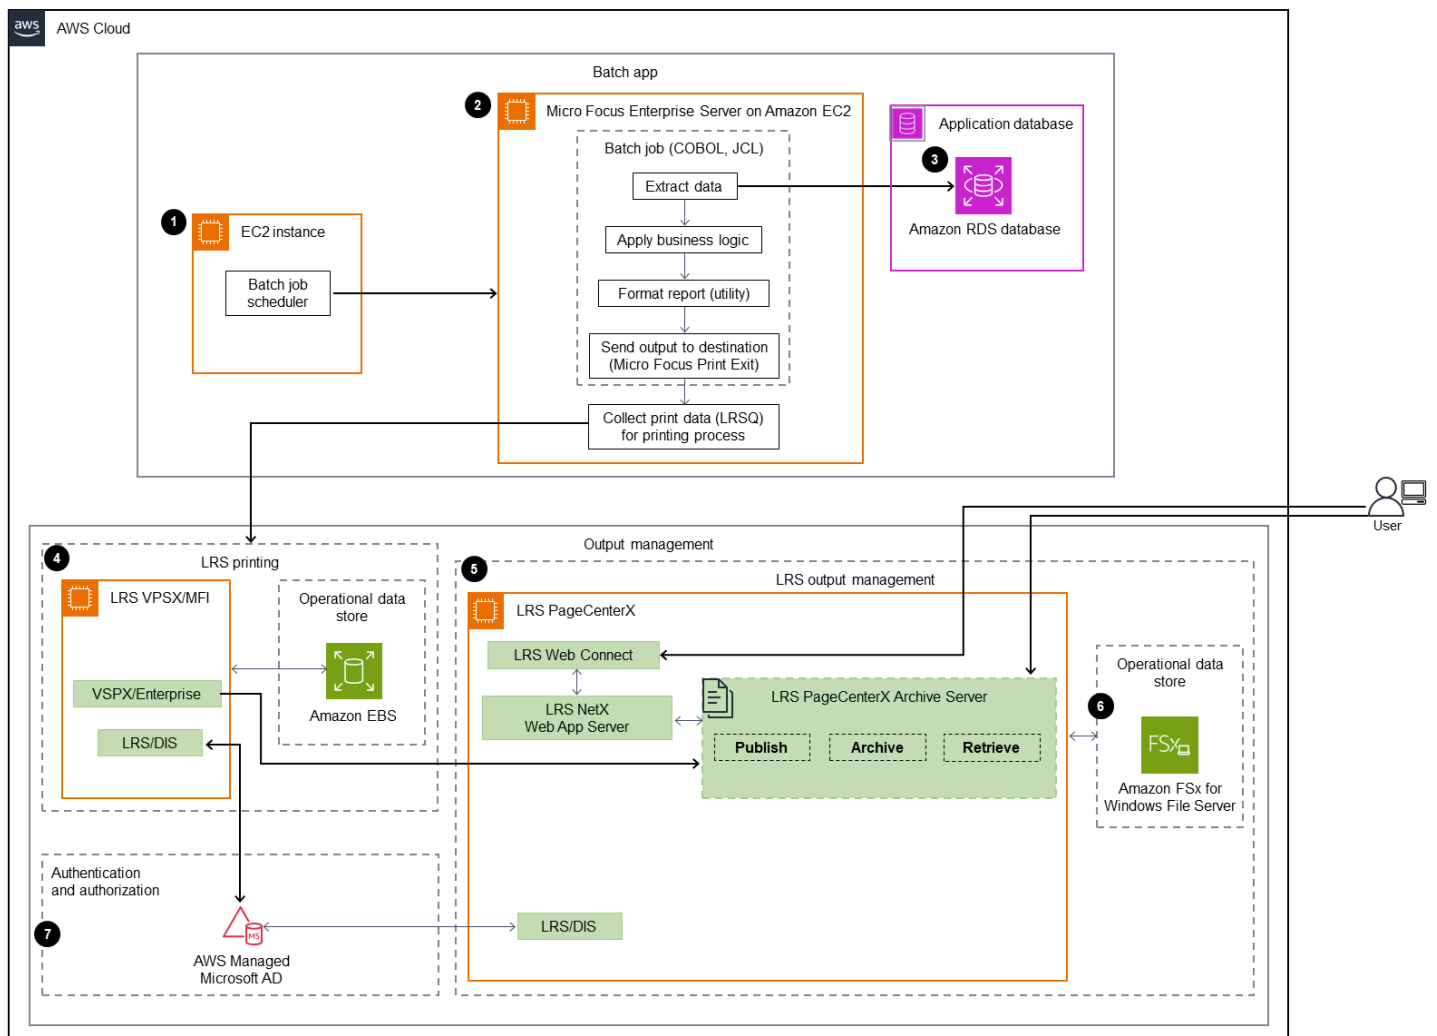 aws
AWS Cloud
Batch app
2
Micro Focus Enterprise Server on Amazon EC2
Batch job (COBOL, JCL)
Extract data
Apply business logic
Format report (utility)
Send output to destination
(Micro Focus Print Exit)
Collect print data (LRSQ)
for printing process
Application database
3
Amazon RDS database
1
EC2 instance
Batch job
scheduler
User
Output management
4
LRS printing
LRS VPSX/MFI
VSPX/Enterprise
LRS/DIS
Operational data
store
Amazon EBS
5
LRS output management
LRS PageCenterX
LRS Web Connect
LRS NetX
Web App Server
LRS PageCenterX Archive Server
Publish
Archive
Retrieve
LRS/DIS
Operational data
store
6
FSx
Amazon FSx for
Windows File Server
Authentication
and authorization
7
MS
AWS Managed
Microsoft AD